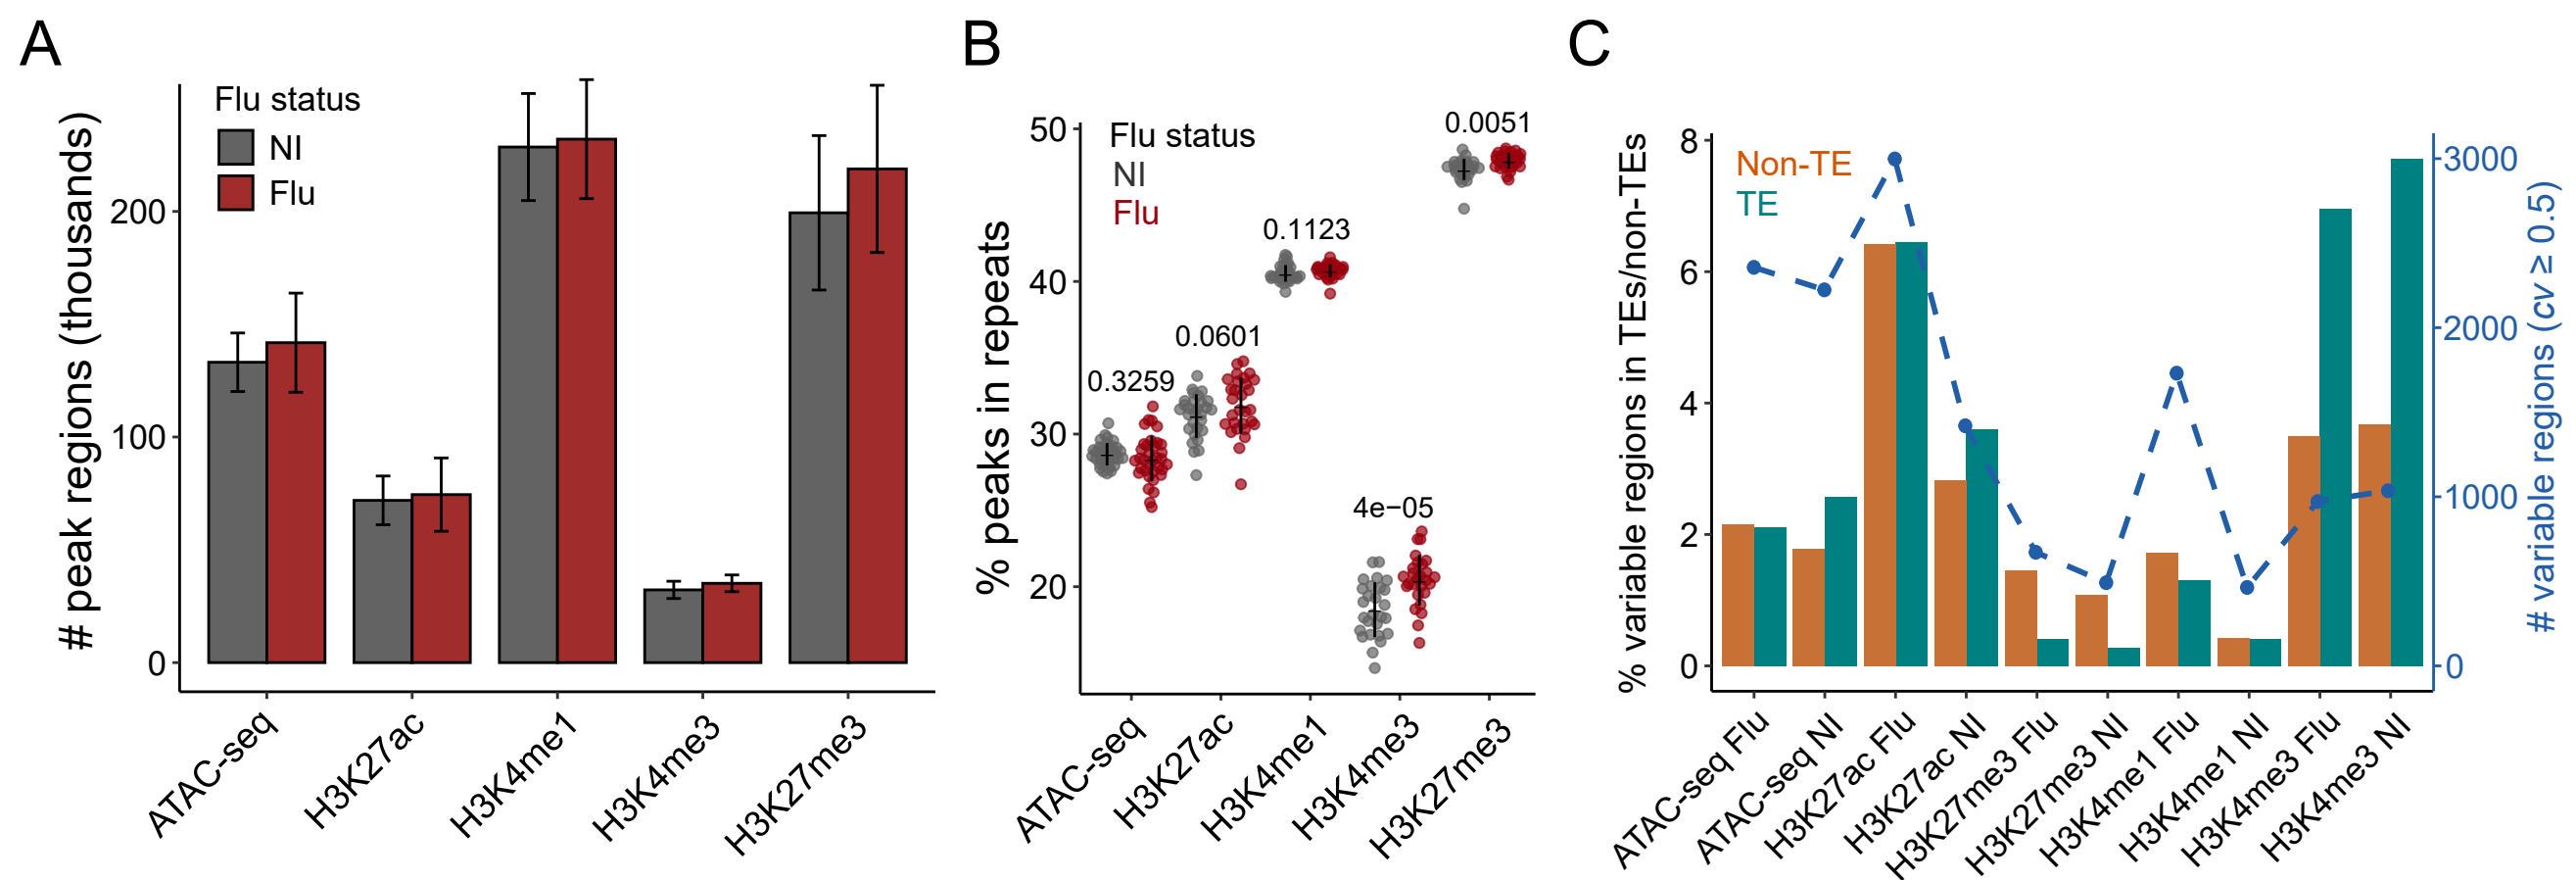 A
# peak regions (thousands)
200
100
0
Flu status
NI
Flu
ATAC-seq
H3K27ac
H3K4me1
H3K4me3
H3K27me3
B
% peaks in repeats
50
40
30
20
Flu status
NI
Flu
0.3259
0.0601
0.1123
4e−05
0.0051
ATAC-seq
H3K27ac
H3K4me1
H3K4me3
H3K27me3
C
% variable regions in TEs/non-TEs
8
6
4
2
0
Non-TE
TE
3000
2000
1000
0
# variable regions (cv ≥ 0.5)
ATAC-seq Flu
ATAC-seq NI
H3K27ac Flu
H3K27ac NI
H3K27me3 Flu
H3K27me3 NI
H3K4me1 Flu
H3K4me1 NI
H3K4me3 Flu
H3K4me3 NI